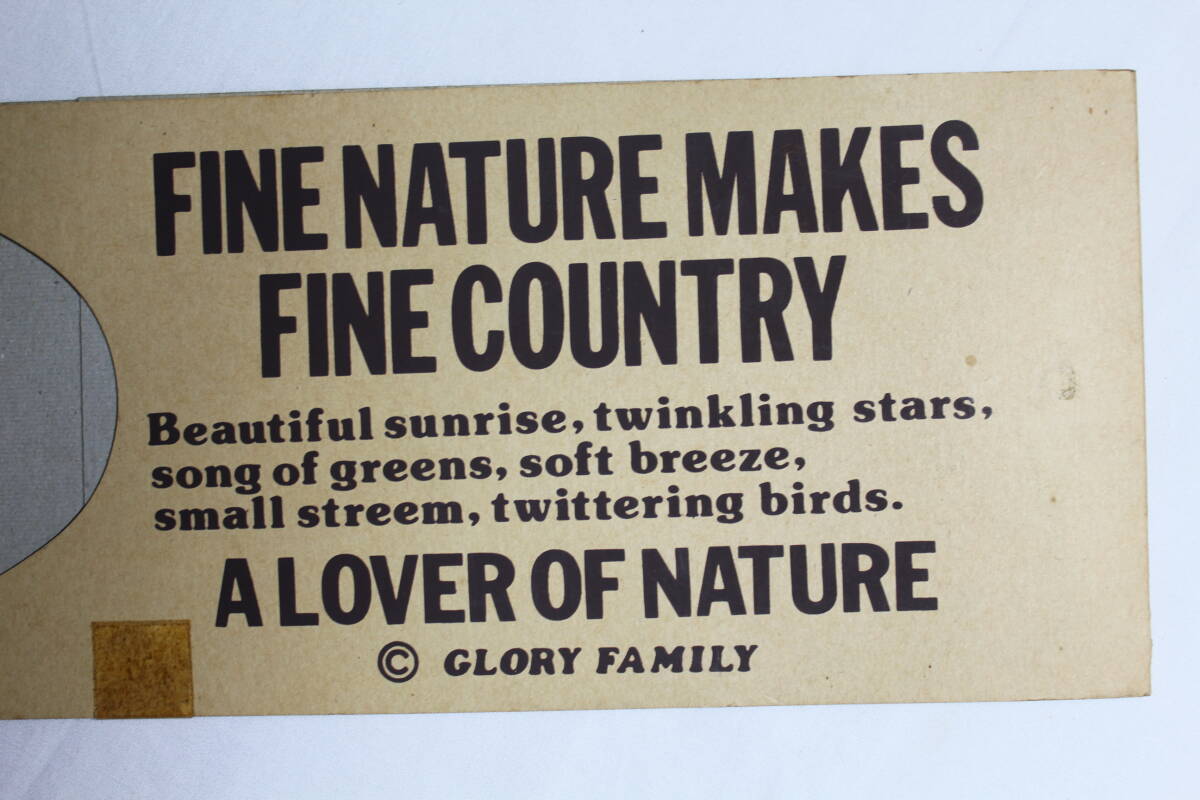 FINE NATURE MAKES
FINE COUNTRY
Beautiful sunrise, twinkling stars,
song of greens, soft breeze,
small streem, twittering birds.
A LOVER OF NATURE
© GLORY FAMILY